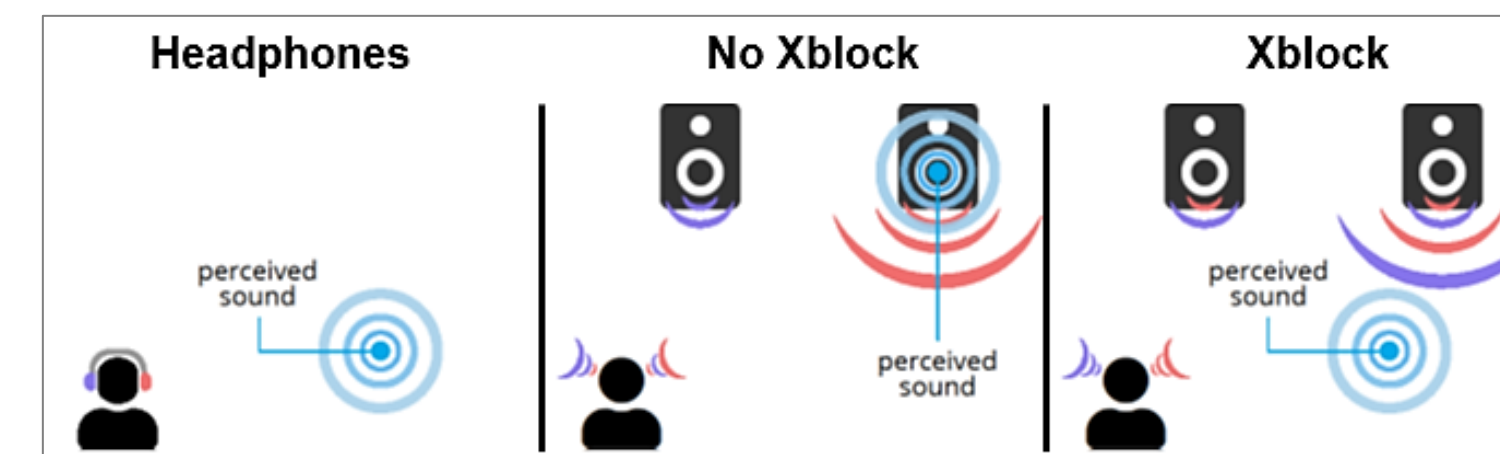 Headphones
No Xblock
Xblock
perceived
sound
perceived
sound
perceived
sound